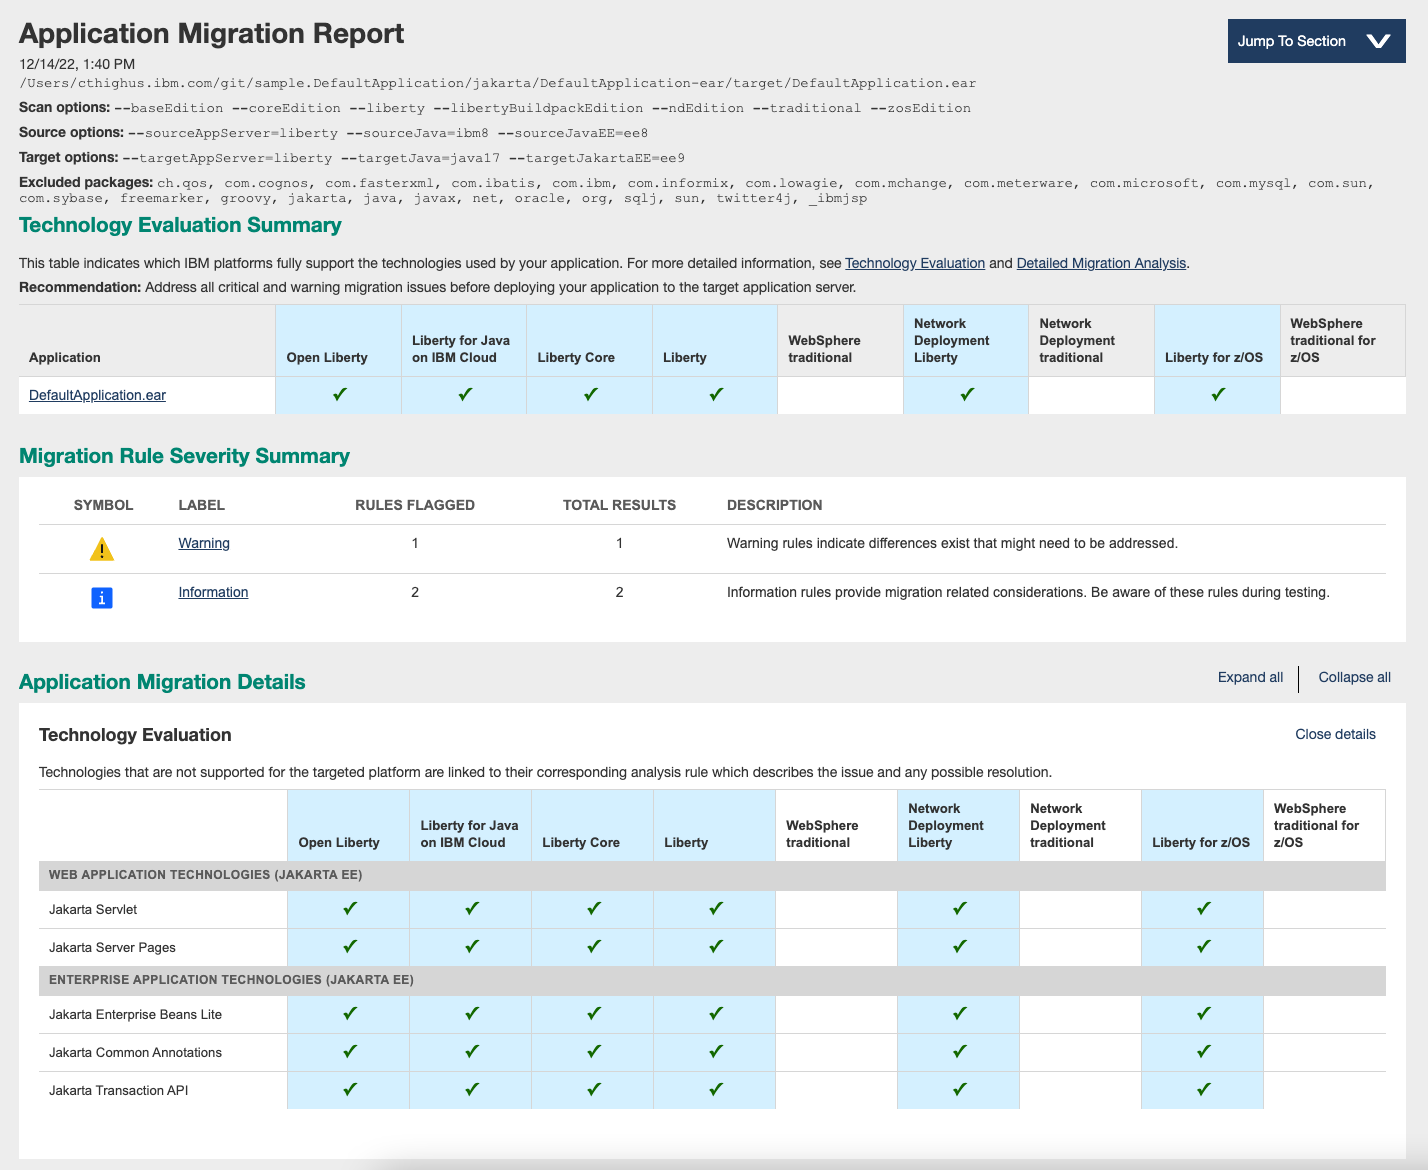 Application Migration Report
Jump To Section
12/14/22, 1:40 PM
/Users/cthighus.ibm.com/git/sample.DefaultApplication/jakarta/DefaultApplication-ear/target/DefaultApplication.ear
Scan options: --baseEdition --coreEdition --liberty --libertyBuildpackEdition --ndEdition --traditional --zosEdition
Source options: --sourceAppServer=liberty --sourceJava=ibm8 --sourceJavaEE=ee8
Target options: --targetAppServer=liberty --targetJava=java17 --targetJakartaEE=ee9
Excluded packages: ch.qos, com.cognos, com.fasterxml, com.ibatis, com.ibm, com.informix, com.lowagie, com.mchange, com.meterware, com.microsoft, com.mysql, com.sun,
com.sybase, freemarker, groovy, jakarta, java, javax, net, oracle, org, sqlj, sun, twitter4j, _ibmjsp
Technology Evaluation Summary
This table indicates which IBM platforms fully support the technologies used by your application. For more detailed information, see Technology Evaluation and Detailed Migration Analysis.
Recommendation: Address all critical and warning migration issues before deploying your application to the target application server.
Application
Open Liberty
Liberty for Java
on IBM Cloud
Liberty Core
Liberty
WebSphere
traditional
Network
Deployment
Liberty
Network
Deployment
traditional
Liberty for z/OS
WebSphere
traditional for
z/OS
DefaultApplication.ear ✓ ✓ ✓ ✓ ✓ ✓
Migration Rule Severity Summary
SYMBOL LABEL RULES FLAGGED TOTAL RESULTS DESCRIPTION
Warning 1 1 Warning rules indicate differences exist that might need to be addressed.
Information 2 2 Information rules provide migration related considerations. Be aware of these rules during testing.
Application Migration Details
Expand all Collapse all
Technology Evaluation
Close details
Technologies that are not supported for the targeted platform are linked to their corresponding analysis rule which describes the issue and any possible resolution.
Open Liberty
Liberty for Java
on IBM Cloud
Liberty Core
Liberty
WebSphere
traditional
Network
Deployment
Liberty
Network
Deployment
traditional
Liberty for z/OS
WebSphere
traditional for
z/OS
WEB APPLICATION TECHNOLOGIES (JAKARTA EE)
Jakarta Servlet ✓ ✓ ✓ ✓ ✓ ✓
Jakarta Server Pages ✓ ✓ ✓ ✓ ✓ ✓
ENTERPRISE APPLICATION TECHNOLOGIES (JAKARTA EE)
Jakarta Enterprise Beans Lite ✓ ✓ ✓ ✓ ✓ ✓
Jakarta Common Annotations ✓ ✓ ✓ ✓ ✓ ✓
Jakarta Transaction API ✓ ✓ ✓ ✓ ✓ ✓